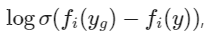 log σ(f_i(y_g) − f_i(y)),